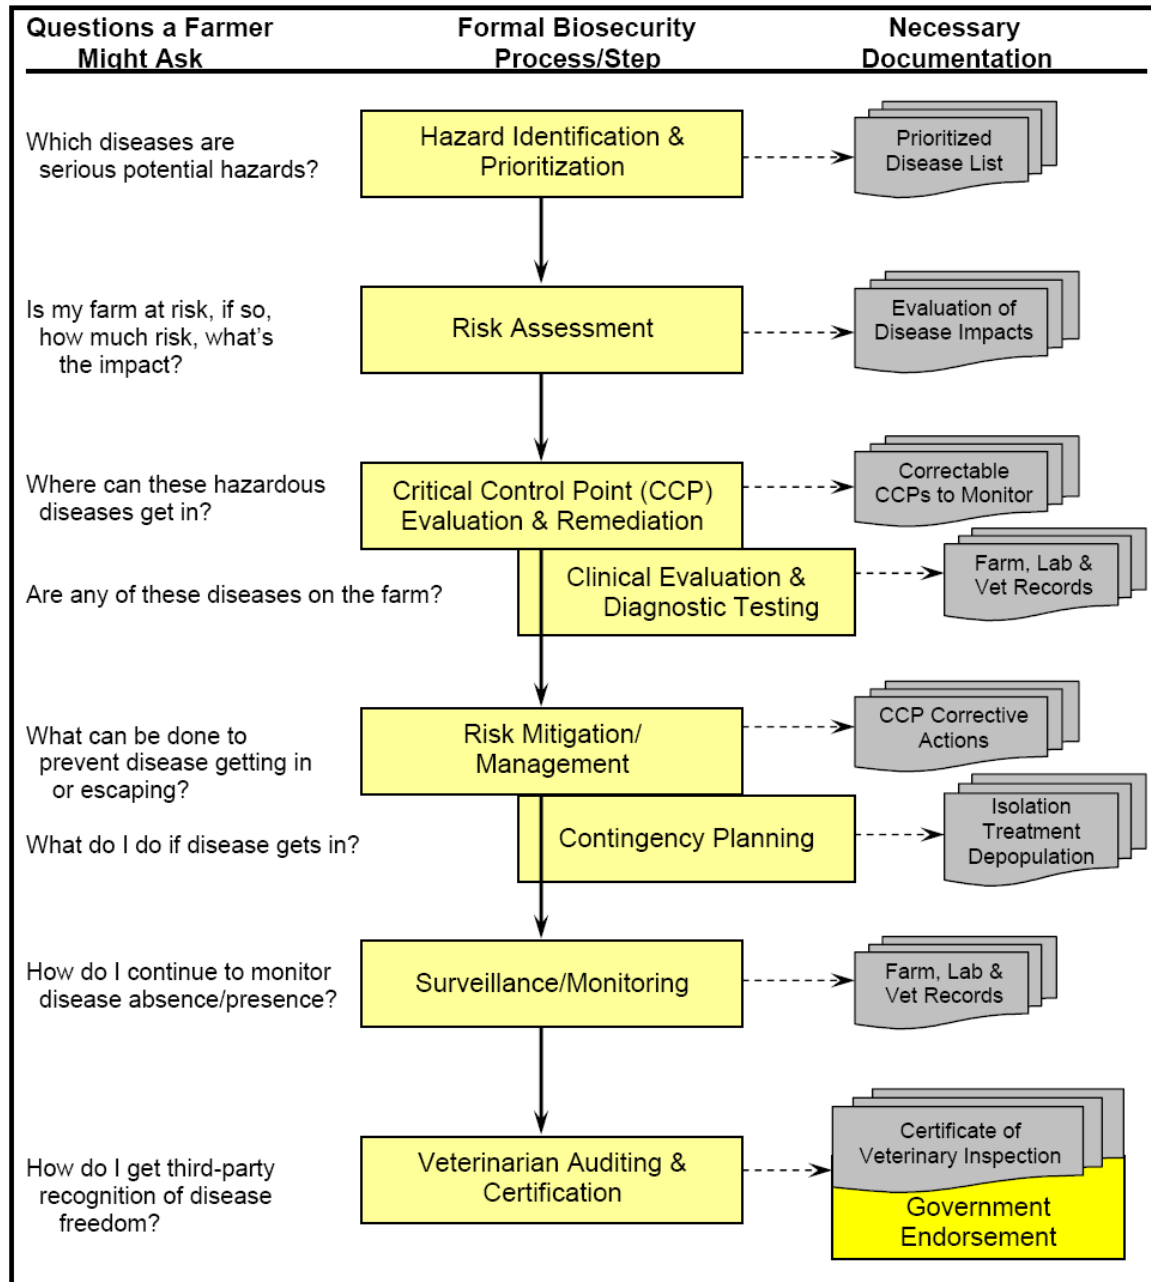 Questions a Farmer
Might Ask
Formal Biosecurity
Process/Step
Necessary
Documentation
Which diseases are
serious potential hazards?
Hazard Identification &
Prioritization
Prioritized
Disease List
Is my farm at risk, if so,
how much risk, what's
the impact?
Risk Assessment
Evaluation of
Disease Impacts
Where can these hazardous
diseases get in?
Critical Control Point (CCP)
Evaluation & Remediation
Correctable
CCPs to Monitor
Are any of these diseases on the farm?
Clinical Evaluation &
Diagnostic Testing
Farm, Lab &
Vet Records
What can be done to
prevent disease getting in
or escaping?
Risk Mitigation/
Management
CCP Corrective
Actions
What do I do if disease gets in?
Contingency Planning
Isolation
Treatment
Depopulation
How do I continue to monitor
disease absence/presence?
Surveillance/Monitoring
Farm, Lab &
Vet Records
How do I get third-party
recognition of disease
freedom?
Veterinarian Auditing &
Certification
Certificate of
Veterinary Inspection
Government
Endorsement